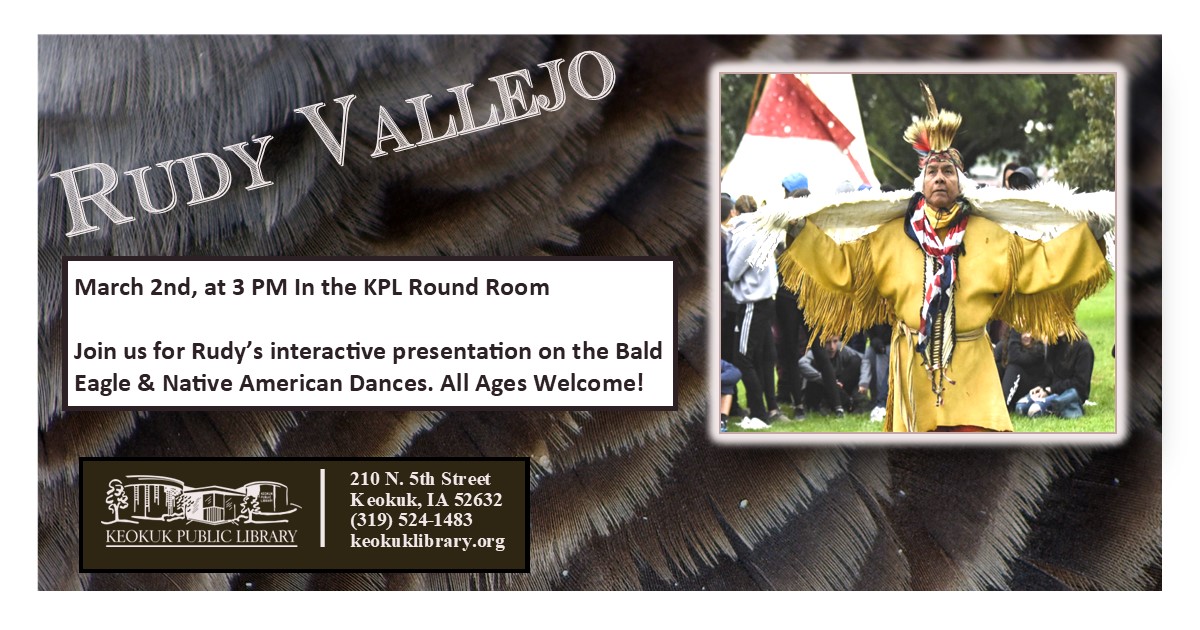 RUDY VALLEJO
March 2nd, at 3 PM In the KPL Round Room
Join us for Rudy's interactive presentation on the Bald
Eagle & Native American Dances. All Ages Welcome!
KEOKUK PUBLIC LIBRARY
210 N. 5th Street
Keokuk, IA 52632
(319) 524-1483
keokuklibrary.org